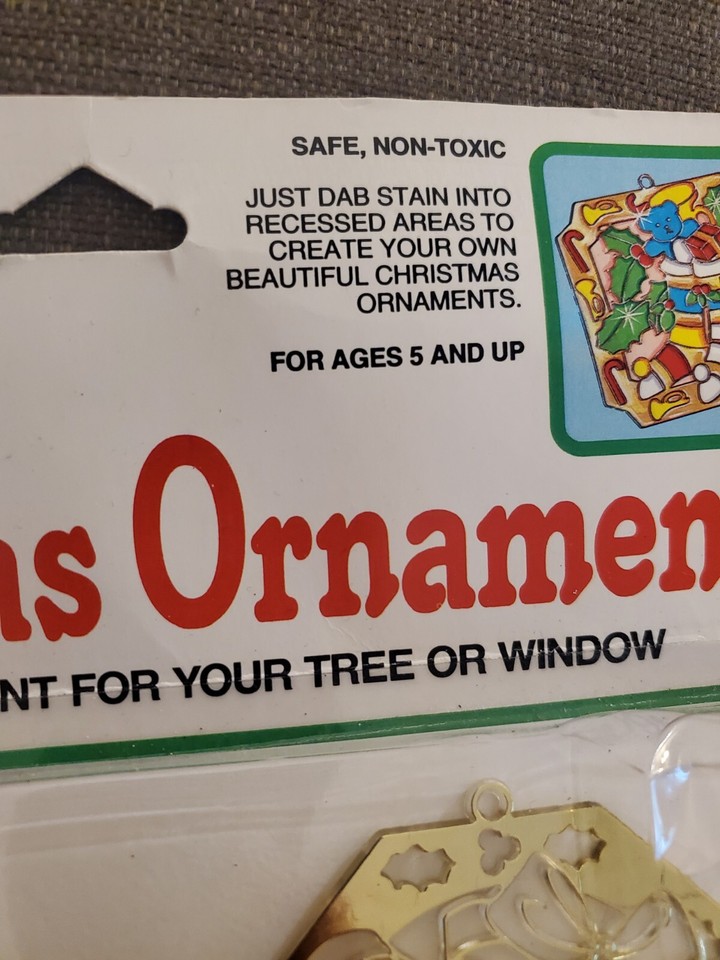 SAFE, NON-TOXIC
JUST DAB STAIN INTO
RECESSED AREAS TO
CREATE YOUR OWN
BEAUTIFUL CHRISTMAS
ORNAMENTS.
FOR AGES 5 AND UP
as Ornamen
NT FOR YOUR TREE OR WINDOW